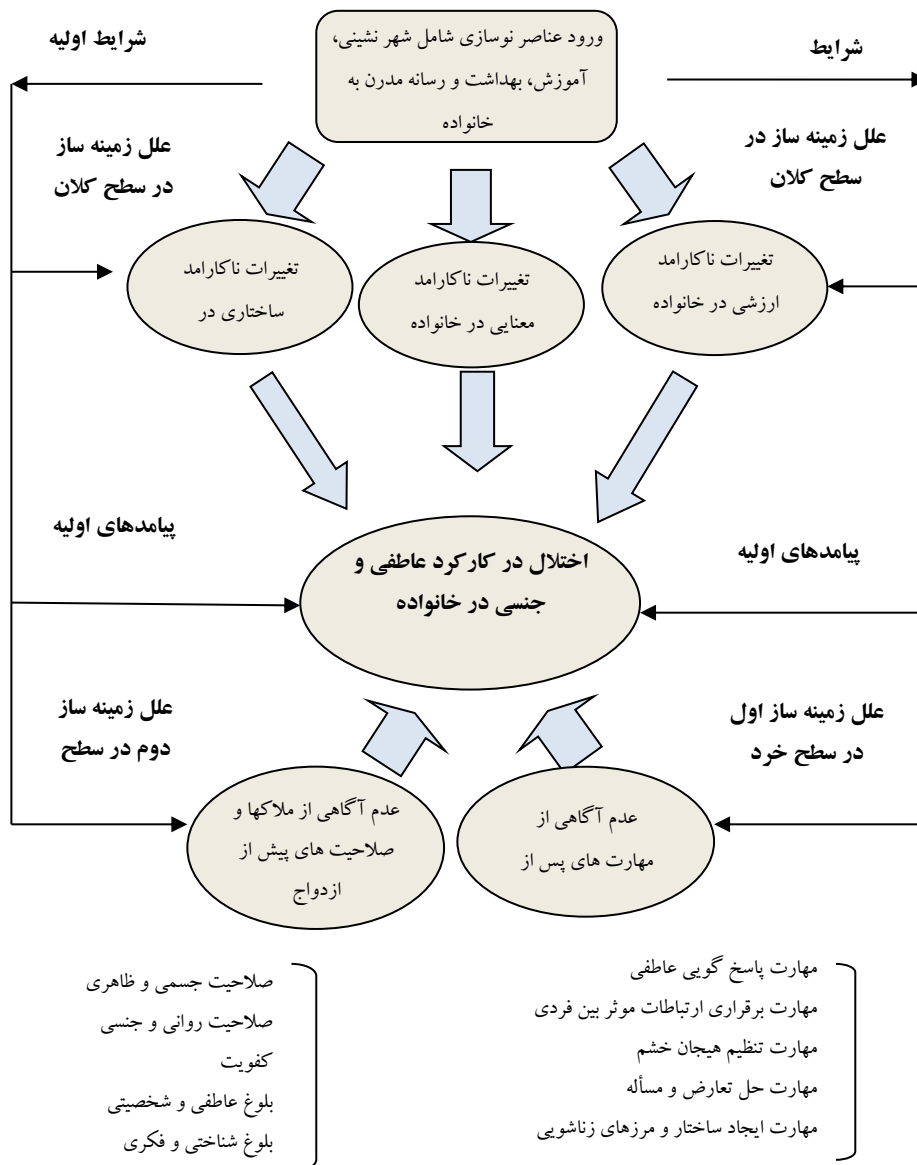 شرایط اولیه
ورود عناصر نوسازی شامل شهر نشینی،
آموزش، بهداشت و رسانه مدرن به
خانواده
شرایط
علل زمینه ساز در
سطح کلان
علل زمینه ساز
در سطح کلان
تغییرات ناکارامد
ارزشی در خانواده
تغییرات ناکارامد
معنایی در خانواده
تغییرات ناکارامد
ساختاری در
پیامدهای اولیه
اختلال در کارکرد عاطفی و
جنسی در خانواده
پیامدهای اولیه
علل زمینه ساز اول
در سطح خرد
علل زمینه ساز
دوم در سطح
عدم آگاهی از
مهارت های پس از
عدم آگاهی از ملاکها و
صلاحیت های پیش از
ازدواج
مهارت پاسخ گویی عاطفی
مهارت برقراری ارتباطات موثر بین فردی
مهارت تنظیم هیجان خشم
مهارت حل تعارض و مسأله
مهارت ایجاد ساختار و مرزهای زناشویی
صلاحیت جسمی و ظاهری
صلاحیت روانی و جنسی
کفویت
بلوغ عاطفی و شخصیتی
بلوغ شناختی و فکری